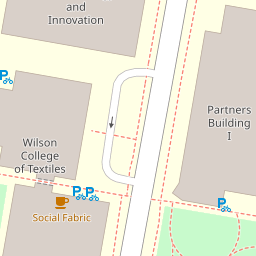 and
Innovation
Partners
Building
I
Wilson
College
of Textiles
Social Fabric